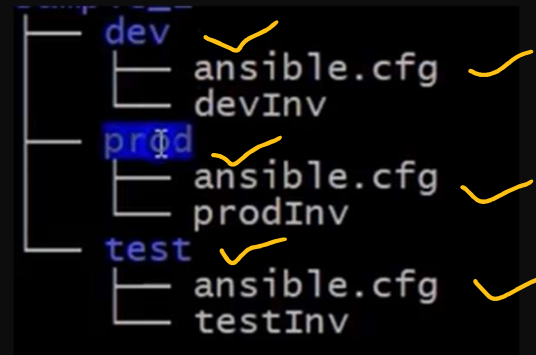 dev
ansible.cfg
devInv
prod
ansible.cfg
prodInv
test
ansible.cfg
testInv